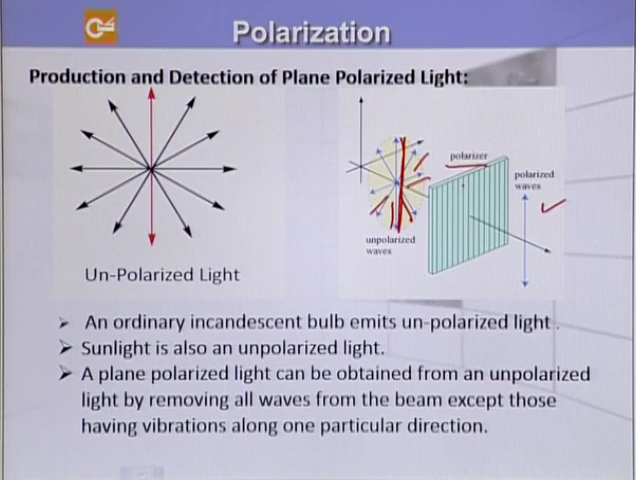 Polarization
Production and Detection of Plane Polarized Light:
polarizer
polarized
waves
unpolarized
waves
Un-Polarized Light
➢ An ordinary incandescent bulb emits un-polarized light .
➢ Sunlight is also an unpolarized light.
➢ A plane polarized light can be obtained from an unpolarized
light by removing all waves from the beam except those
having vibrations along one particular direction.